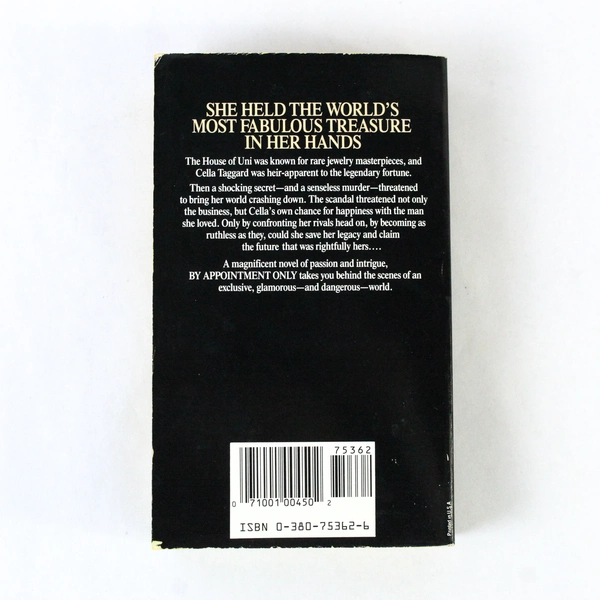 SHE HELD THE WORLD'S
MOST FABULOUS TREASURE
IN HER HANDS
The House of Uni was known for rare jewelry masterpieces, and
Cella Taggard was heir-apparent to the legendary fortune.
Then a shocking secret—and a senseless murder—threatened
to bring her world crashing down. The scandal threatened not only
the business, but Cella's own chance for happiness with the man
she loved. Only by confronting her rivals head on, by becoming as
ruthless as they, could she save her legacy and claim
the future that was rightfully hers....
A magnificent novel of passion and intrigue,
BY APPOINTMENT ONLY takes you behind the scenes of an
exclusive, glamorous—and dangerous—world.
75362
0 71001 00450 2
ISBN 0-380-75362-6
Printed in U.S.A.